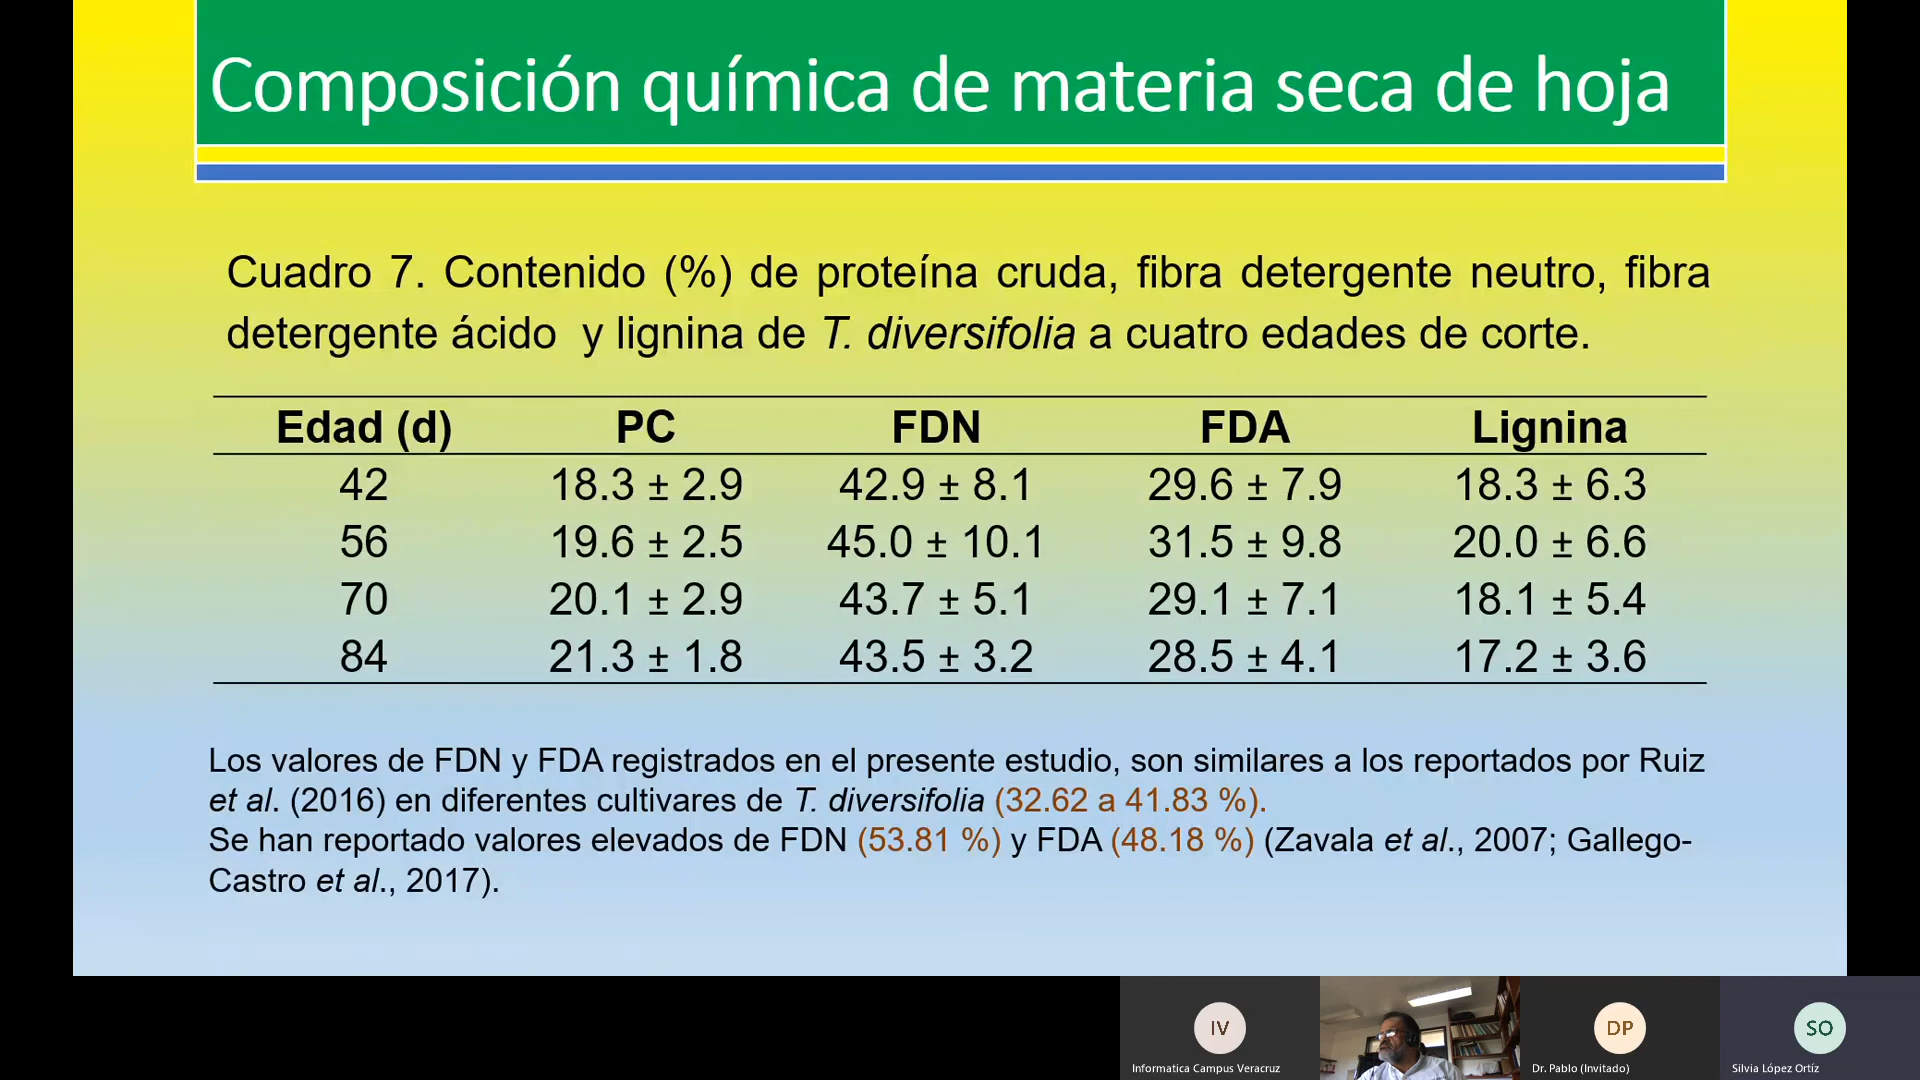 Composición química de materia seca de hoja
Cuadro 7. Contenido (%) de proteína cruda, fibra detergente neutro, fibra
detergente ácido y lignina de T. diversifolia a cuatro edades de corte.
Edad (d) PC FDN FDA Lignina
42 18.3 ± 2.9 42.9 ± 8.1 29.6 ± 7.9 18.3 ± 6.3
56 19.6 ± 2.5 45.0 ± 10.1 31.5 ± 9.8 20.0 ± 6.6
70 20.1 ± 2.9 43.7 ± 5.1 29.1 ± 7.1 18.1 ± 5.4
84 21.3 ± 1.8 43.5 ± 3.2 28.5 ± 4.1 17.2 ± 3.6
Los valores de FDN y FDA registrados en el presente estudio, son similares a los reportados por Ruiz
et al. (2016) en diferentes cultivares de T. diversifolia (32.62 a 41.83 %).
Se han reportado valores elevados de FDN (53.81 %) y FDA (48.18 %) (Zavala et al., 2007; Gallego-
Castro et al., 2017).
IV
DP
SO
Informatica Campus Veracruz
Dr. Pablo (Invitado)
Silvia López Ortíz